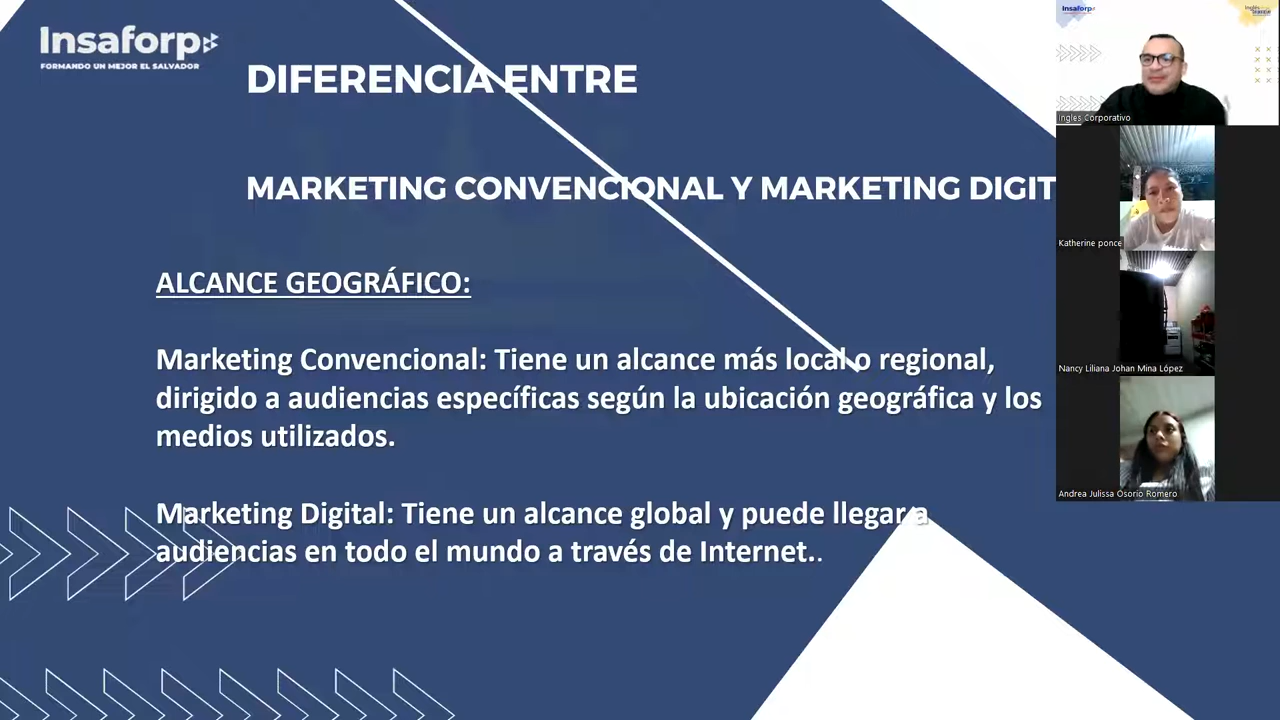 Insaforp
FORMANDO UN MEJOR EL SALVADOR
DIFERENCIA ENTRE
MARKETING CONVENCIONAL Y MARKETING DIGIT
ALCANCE GEOGRÁFICO:
Marketing Convencional: Tiene un alcance más local o regional,
dirigido a audiencias específicas según la ubicación geográfica y los
medios utilizados.
Marketing Digital: Tiene un alcance global y puede llegar a
audiencias en todo el mundo a través de Internet..
Insaforp
Ingles Corporativo
Katherine ponce
Nancy Liliana Johan Mina López
Andrea Julissa Osorio Romero